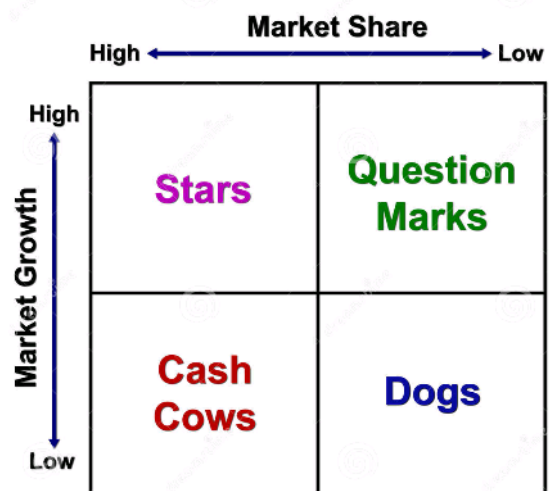 Market Share
High Low
High
Market Growth
Stars
Question
Marks
Cash
Cows
Dogs
Low